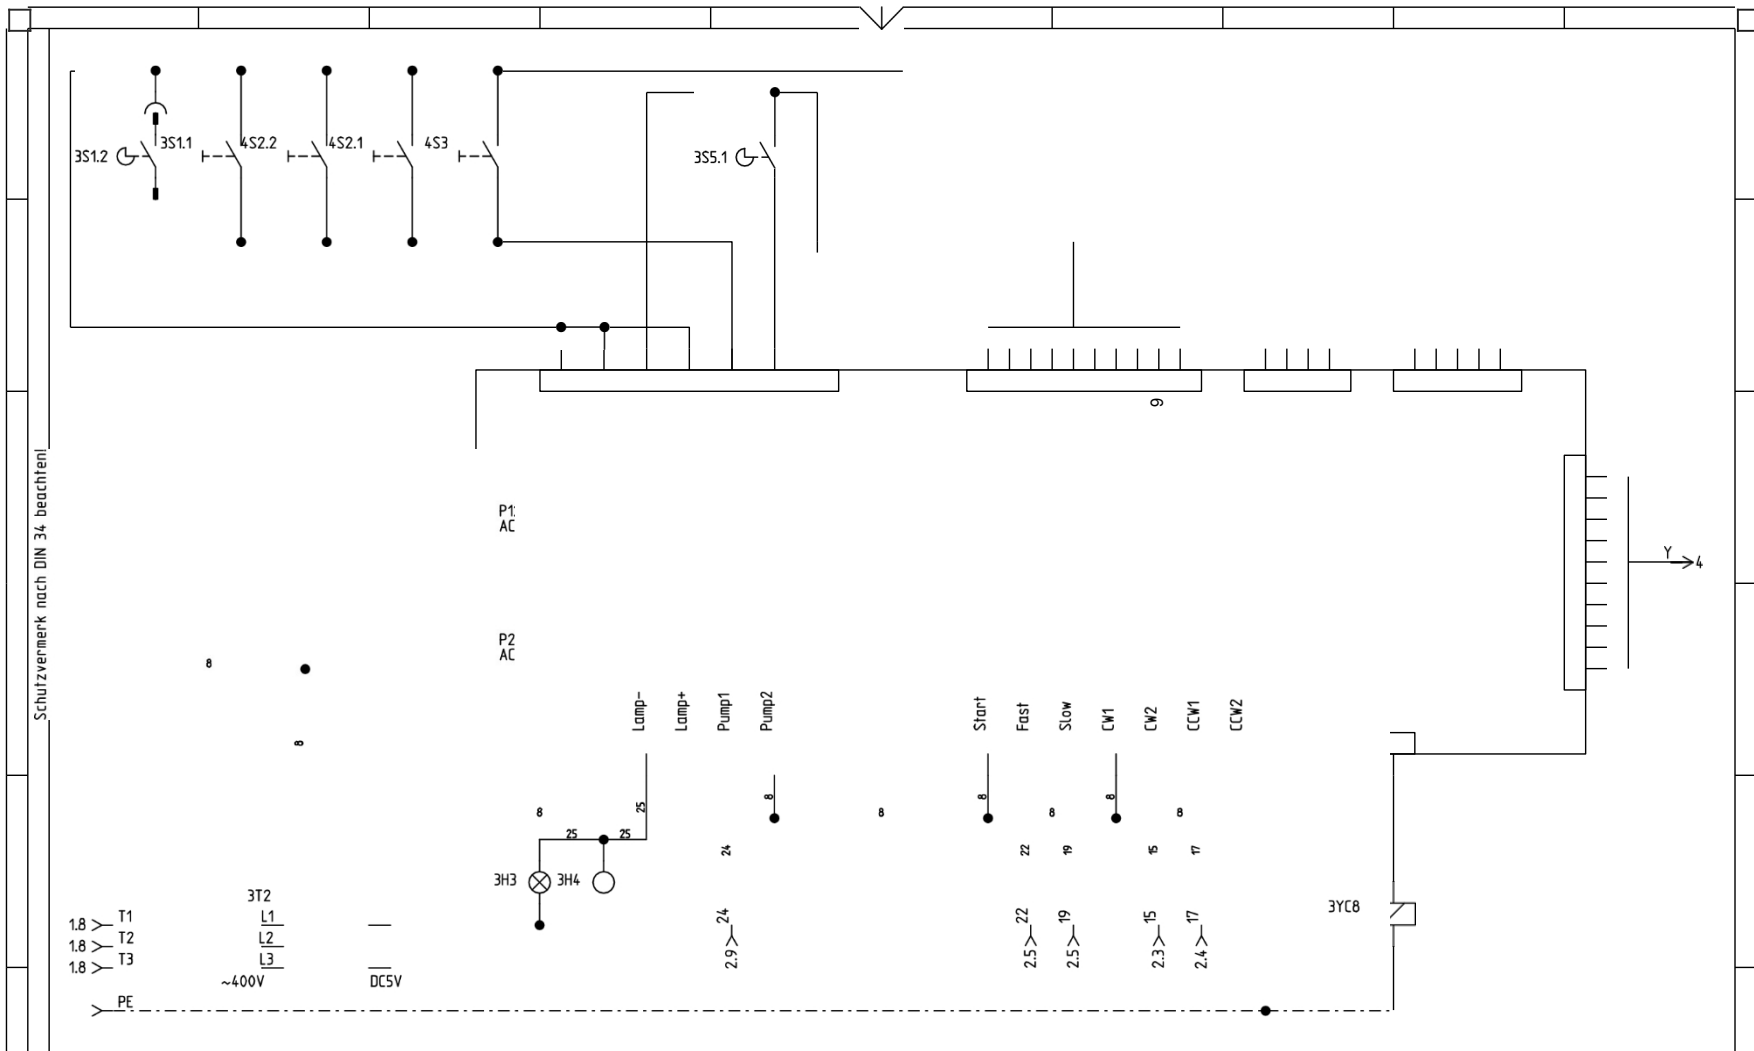 3S1.2
3S1.1
4S2.2
4S2.1
4S3
3S5.1
9
Schutzvermerk nach DIN 34 beachten!
P1
AC
Y
4
P2
AC
8
8
Lamp-
Lamp+
Pump1
Pump2
Start
Fast
Slow
CW1
CW2
CCW1
CCW2
8
25
8
8
8
8
8
8
25
25
24
22
19
15
17
3H3
3H4
3T2
3YC8
1.8
T1
L1
24
22
19
15
17
1.8
T2
L2
1.8
T3
L3
2.9
2.5
2.5
2.3
2.4
~400V
DC5V
PE